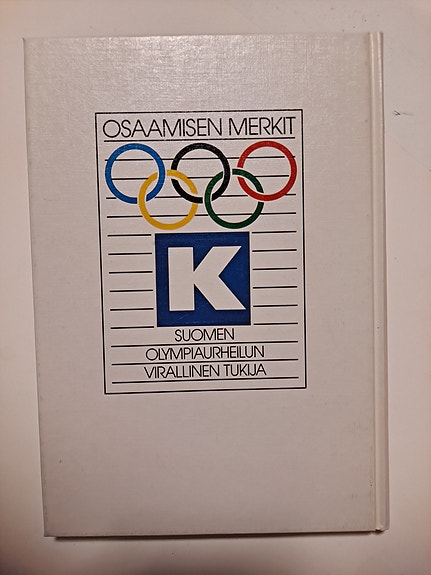 OSAAMISEN MERKIT
K
SUOMEN
OLYMPIAURHEILUN
VIRALLINEN TUKIJA